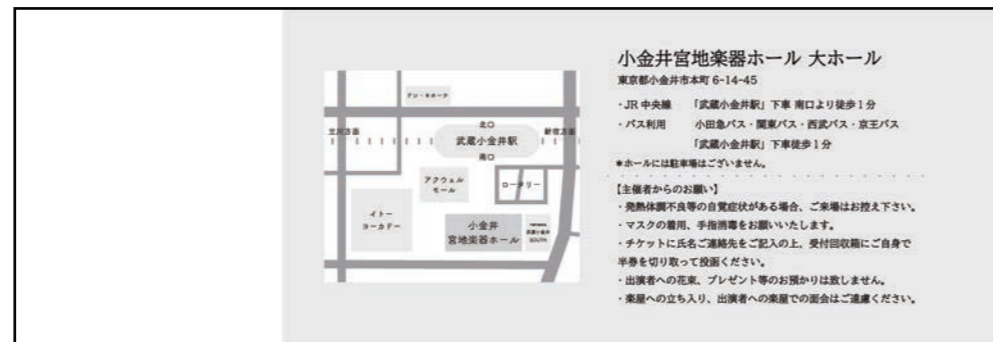 小金井宮地楽器ホール 大ホール
東京都小金井市本町 6-14-45
・JR 中央線 「武蔵小金井駅」下車 南口より徒歩1分
・バス利用 小田急バス・関東バス・西武バス・京王バス
「武蔵小金井駅」下車徒歩1分
*ホールには駐車場はございません。
【主催者からのお願い】
・発熱体調不良等の自覚症状がある場合、ご来場はお控え下さい。
・マスクの着用、手指消毒をお願いいたします。
・チケットに氏名ご連絡先をご記入の上、受付回収箱にご自身で
半券を切り取って投函ください。
・出演者への花束、プレゼント等のお預かりは致しません。
・楽屋への立ち入り、出演者への楽屋での面会はご遠慮ください。
ドン・キホーテ
立川方面
北口
新宿方面
武蔵小金井駅
南口
アクウェル
モール
ロータリー
イトー
ヨーカドー
小金井
宮地楽器ホール
武蔵小金井
SOUTH